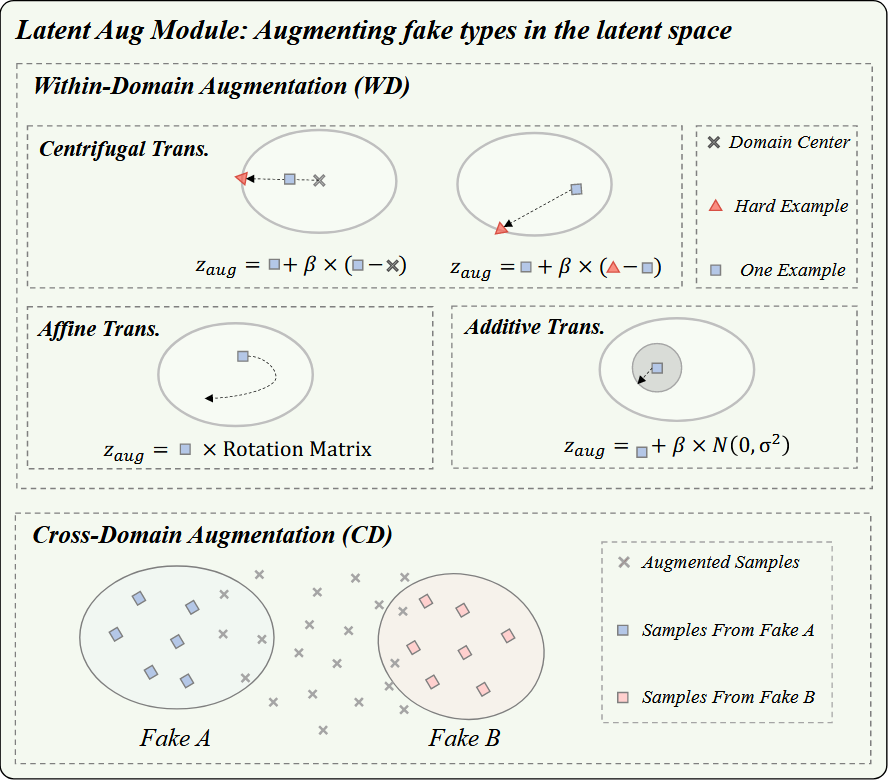 Latent Aug Module: Augmenting fake types in the latent space
Within-Domain Augmentation (WD)
Centrifugal Trans.
z_aug = □ + β × (□ − ×)
z_aug = □ + β × (△ − □)
Domain Center
Hard Example
One Example
Affine Trans.
z_aug = □ × Rotation Matrix
Additive Trans.
z_aug = □ + β × N(0, σ²)
Cross-Domain Augmentation (CD)
Fake A
Fake B
Augmented Samples
Samples From Fake A
Samples From Fake B